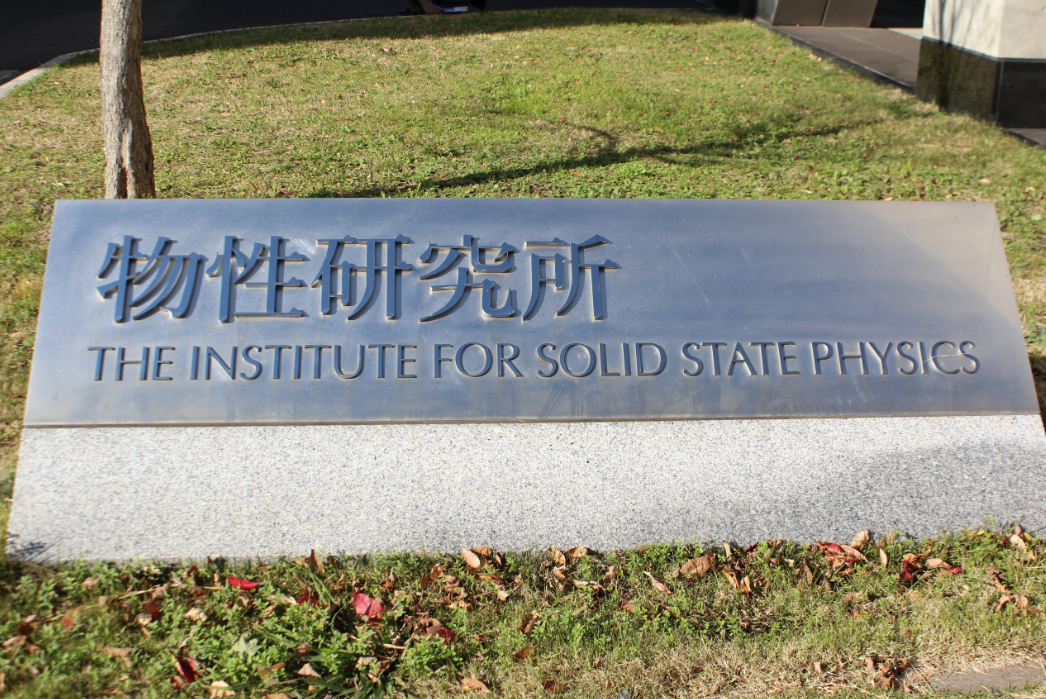 物性研究所
THE INSTITUTE FOR SOLID STATE PHYSICS